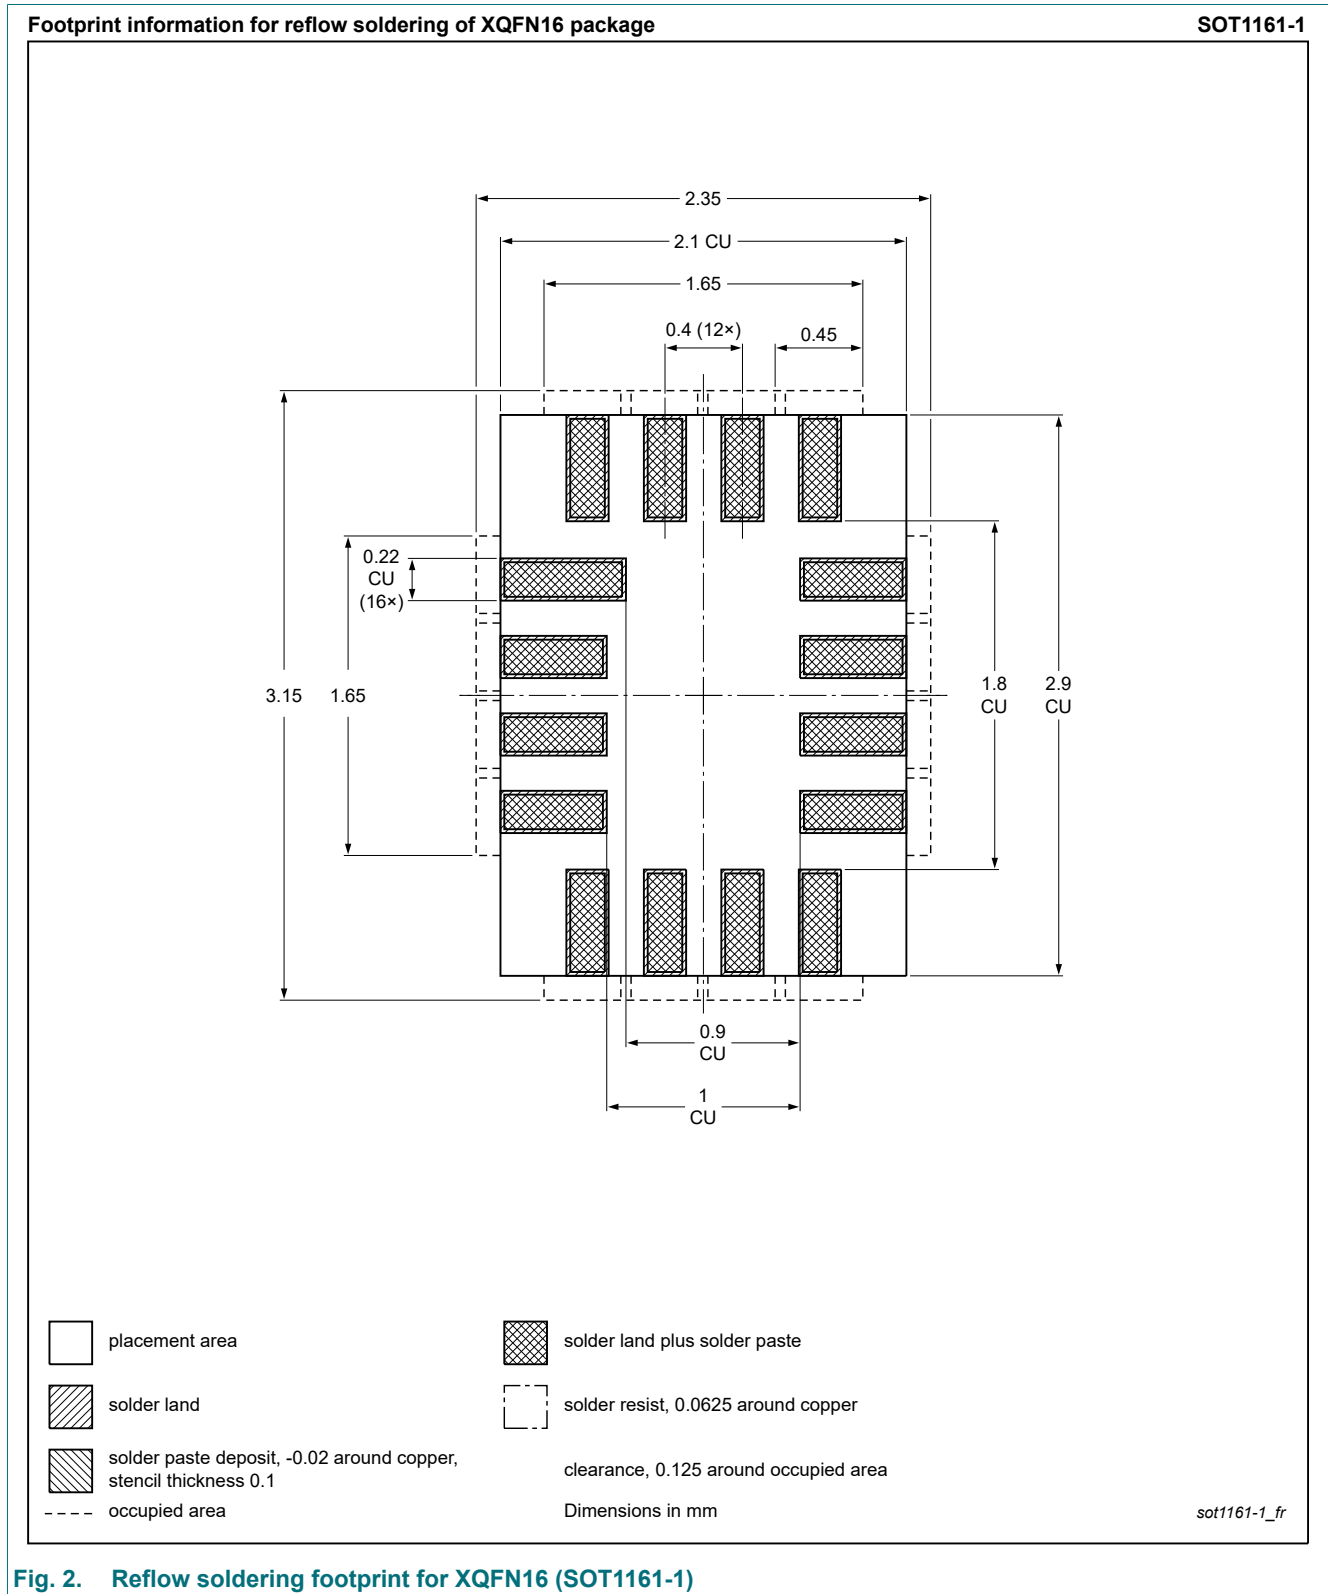 Footprint information for reflow soldering of XQFN16 package SOT1161-1
2.35
2.1 CU
1.65
0.4 (12×)
0.45
0.22
CU
(16×)
3.15
1.65
1.8
CU
2.9
CU
0.9
CU
1
CU
placement area
solder land plus solder paste
solder land
solder resist, 0.0625 around copper
solder paste deposit, -0.02 around copper,
stencil thickness 0.1
clearance, 0.125 around occupied area
occupied area
Dimensions in mm
sot1161-1_fr
Fig. 2. Reflow soldering footprint for XQFN16 (SOT1161-1)